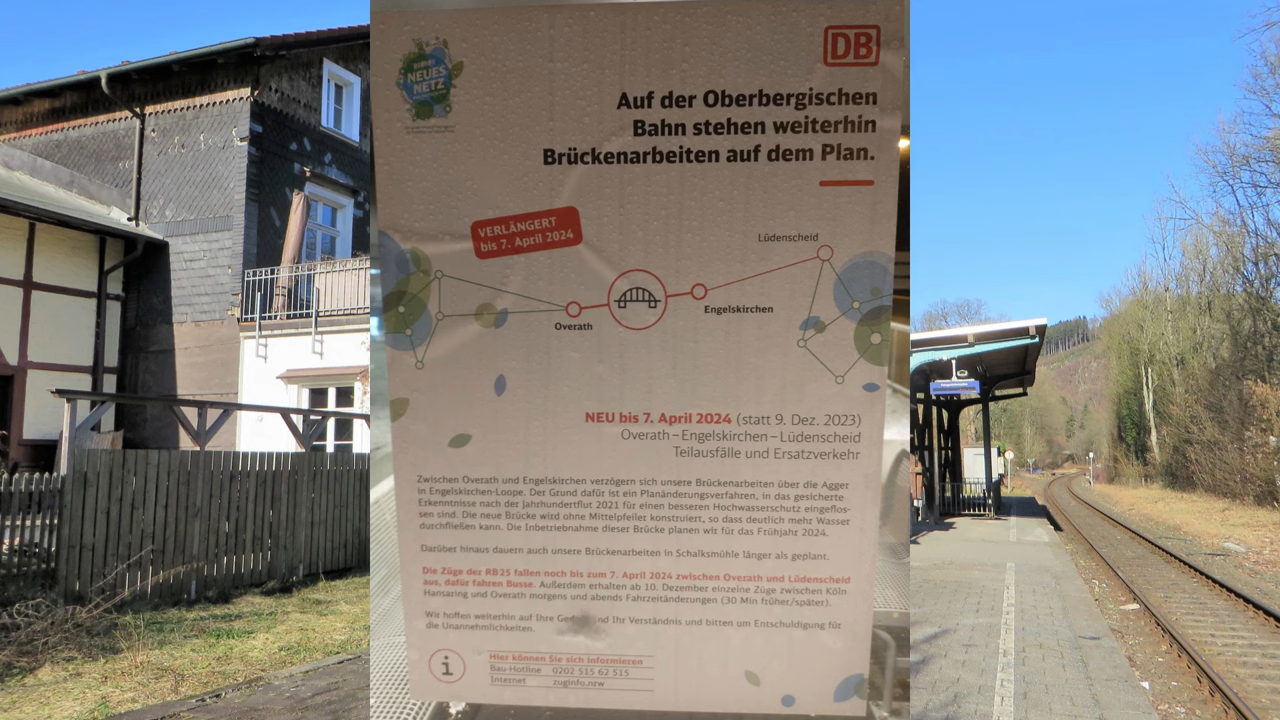 NEUES
NETZ
DB
Auf der Oberbergischen
Bahn stehen weiterhin
Brückenarbeiten auf dem Plan.
VERLÄNGERT
bis 7. April 2024
Lüdenscheid
Engelskirchen
Overath
NEU bis 7. April 2024 (statt 9. Dez. 2023)
Overath – Engelskirchen – Lüdenscheid
Teilausfälle und Ersatzverkehr
Zwischen Overath und Engelskirchen verzögern sich unsere Brückenarbeiten über die Agger
in Engelskirchen-Loope. Der Grund dafür ist ein Planänderungsverfahren, in das gesicherte
Erkenntnisse nach der Jahrhundertflut 2021 für einen besseren Hochwasserschutz eingeflos-
sen sind. Die neue Brücke wird ohne Mittelpfeiler konstruiert, so dass deutlich mehr Wasser
durchfließen kann. Die Inbetriebnahme dieser Brücke planen wir für das Frühjahr 2024.
Darüber hinaus dauern auch unsere Brückenarbeiten in Schalksmühle länger als geplant.
Die Züge der RB25 fallen noch bis zum 7. April 2024 zwischen Overath und Lüdenscheid
aus, dafür fahren Busse. Außerdem erhalten ab 10. Dezember einzelne Züge zwischen Köln
Hansaring und Overath morgens und abends Fahrzeitänderungen (30 Min früher/später).
Wir hoffen weiterhin auf Ihre nd Ihr Verständnis und bitten um Entschuldigung für
die Unannehmlichkeiten.
Hier können Sie sich informieren
Bau-Hotline 0202 515 62 515
Internet zuginfo.nrw